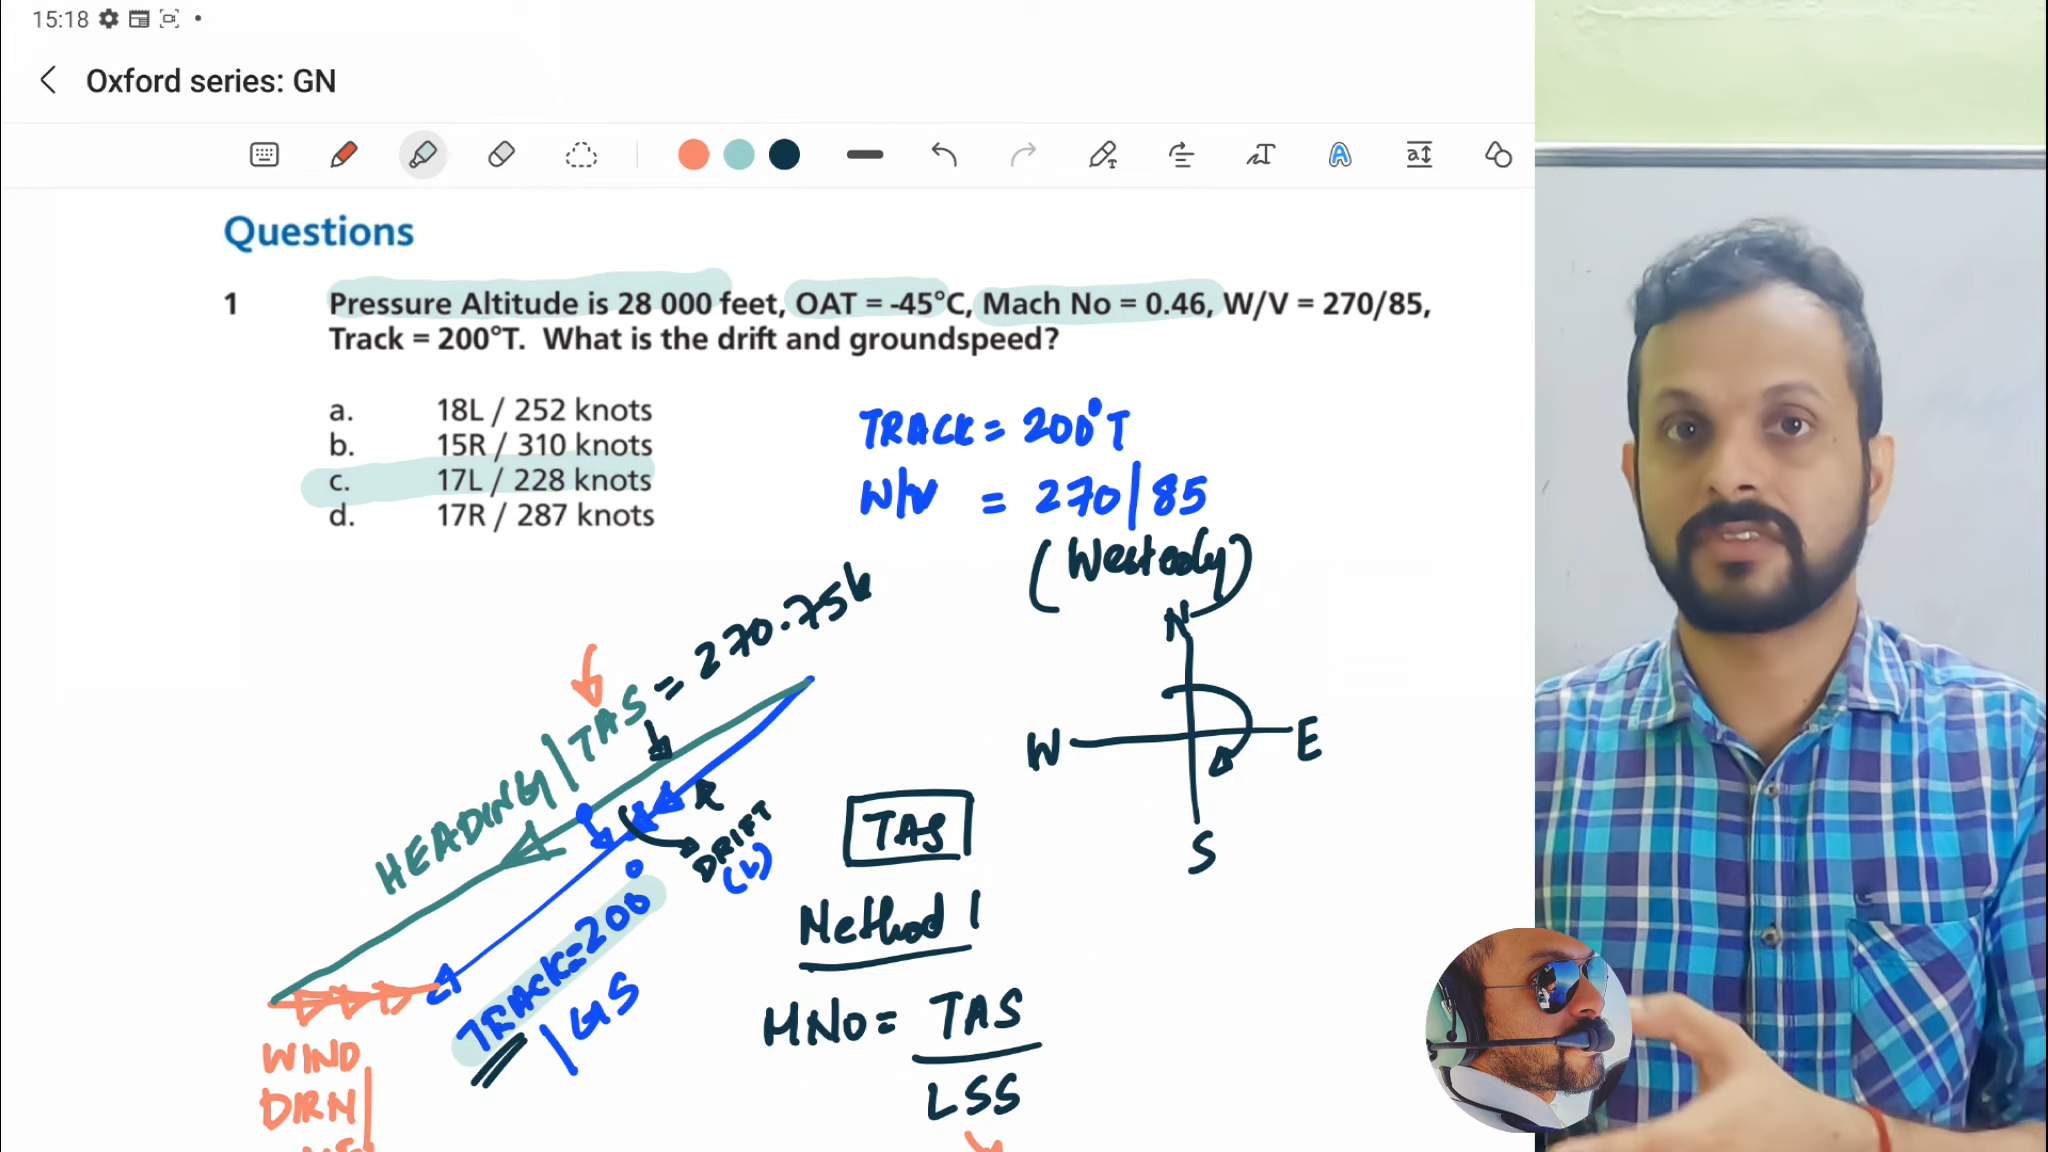 15:18
Oxford series: GN
Questions
1 Pressure Altitude is 28 000 feet, OAT = -45°C, Mach No = 0.46, W/V = 270/85,
Track = 200°T. What is the drift and groundspeed?
a. 18L / 252 knots
b. 15R / 310 knots
c. 17L / 228 knots
d. 17R / 287 knots
TRACK = 200°T
W/V = 270/85
(Westerly)
N
W E
S
HEADING/TAS = 270.75k
R
DRIFT
(L)
TRACK=200°
/GS
WIND
DIRN/
TAS
Method 1
MNO = TAS
LSS